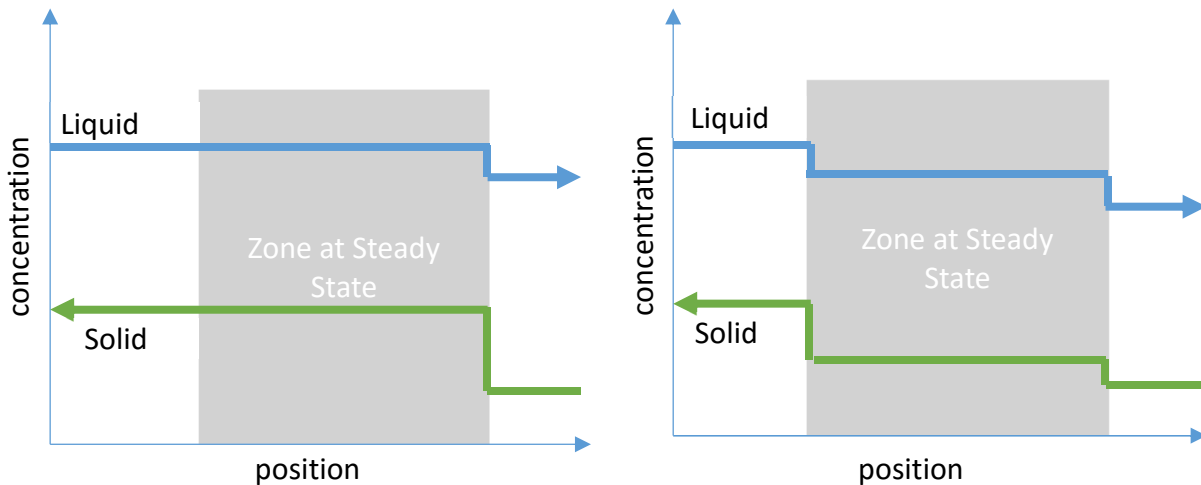 Liquid
concentration
Zone at Steady
State
Solid
position
Liquid
concentration
Zone at Steady
State
Solid
position